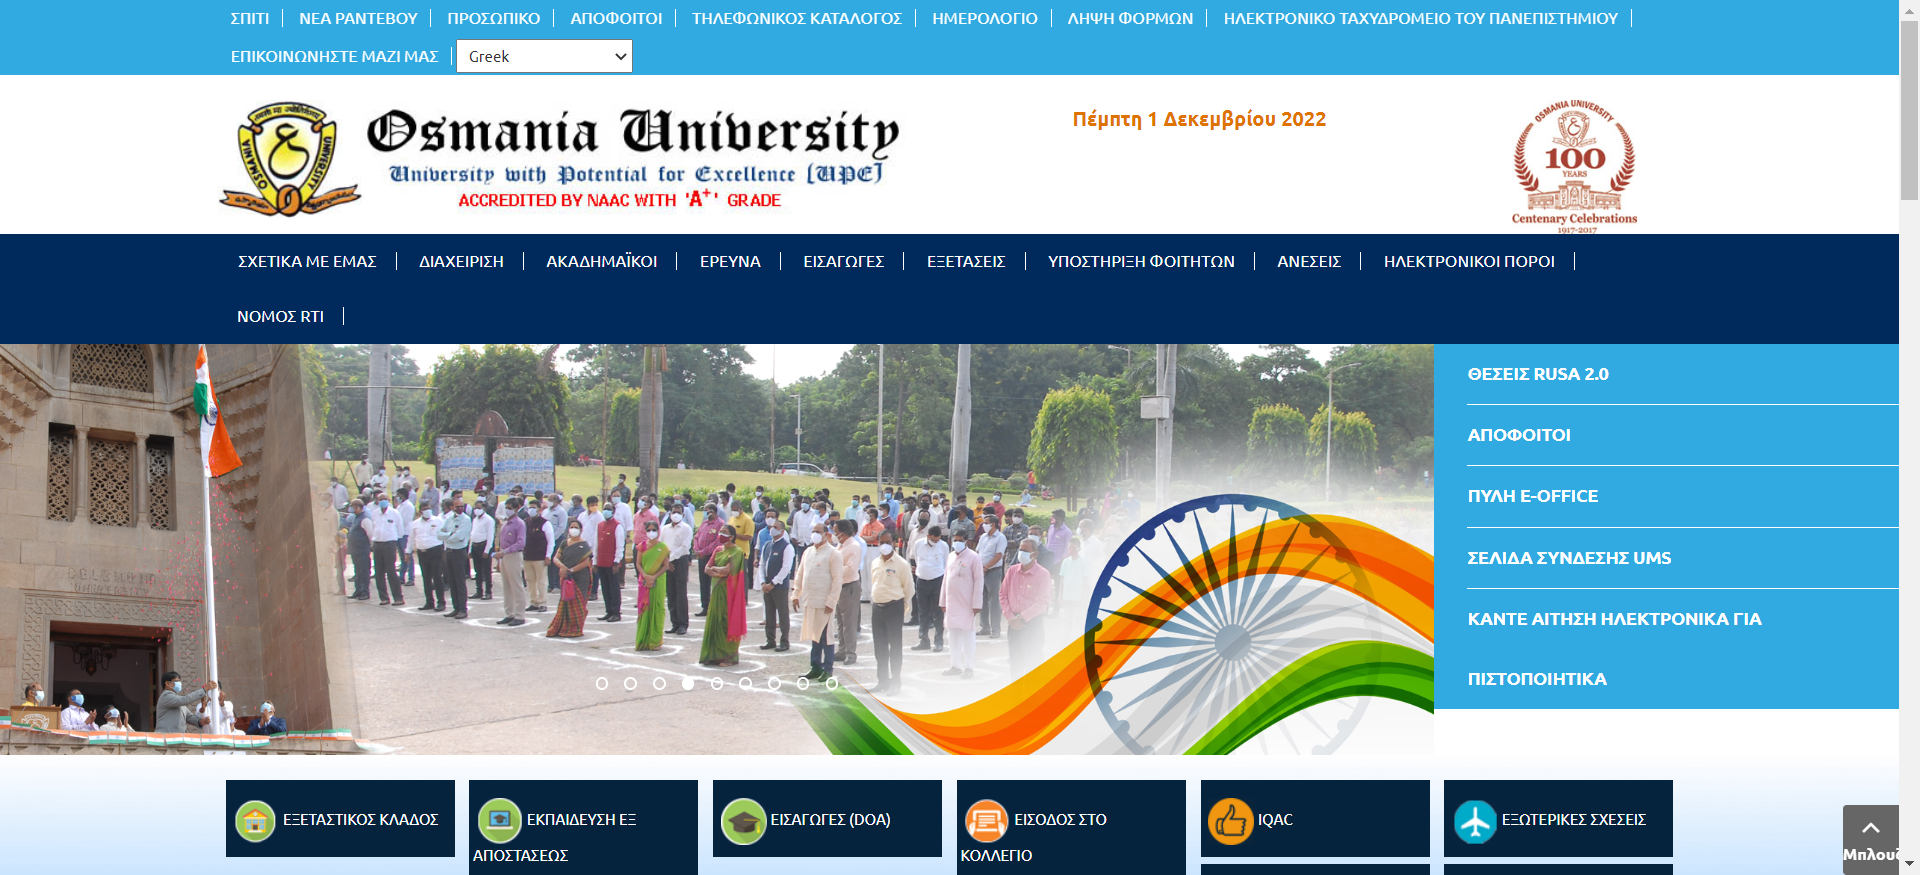 ΣΠΙΤΙ
ΝΕΑ ΡΑΝΤΕΒΟΥ
ΠΡΟΣΩΠΙΚΟ
ΑΠΟΦΟΙΤΟΙ
ΤΗΛΕΦΩΝΙΚΟΣ ΚΑΤΑΛΟΓΟΣ
ΗΜΕΡΟΛΟΓΙΟ
ΛΗΨΗ ΦΟΡΜΩΝ
ΗΛΕΚΤΡΟΝΙΚΟ ΤΑΧΥΔΡΟΜΕΙΟ ΤΟΥ ΠΑΝΕΠΙΣΤΗΜΙΟΥ
ΕΠΙΚΟΙΝΩΝΗΣΤΕ ΜΑΖΙ ΜΑΣ
Greek
OSMANIA UNIVERSITY
Osmania University
University with Potential for Excellence [UPE]
ACCREDITED BY NAAC WITH 'A+' GRADE
Πέμπτη 1 Δεκεμβρίου 2022
OSMANIA UNIVERSITY
100
YEARS
Centenary Celebrations
1917-2017
ΣΧΕΤΙΚΑ ΜΕ ΕΜΑΣ
ΔΙΑΧΕΙΡΙΣΗ
ΑΚΑΔΗΜΑΪΚΟΙ
ΕΡΕΥΝΑ
ΕΙΣΑΓΩΓΕΣ
ΕΞΕΤΑΣΕΙΣ
ΥΠΟΣΤΗΡΙΞΗ ΦΟΙΤΗΤΩΝ
ΑΝΕΣΕΙΣ
ΗΛΕΚΤΡΟΝΙΚΟΙ ΠΟΡΟΙ
ΝΟΜΟΣ RTI
ΘΕΣΕΙΣ RUSA 2.0
ΑΠΟΦΟΙΤΟΙ
ΠΥΛΗ E-OFFICE
ΣΕΛΙΔΑ ΣΥΝΔΕΣΗΣ UMS
ΚΑΝΤΕ ΑΙΤΗΣΗ ΗΛΕΚΤΡΟΝΙΚΑ ΓΙΑ
ΠΙΣΤΟΠΟΙΗΤΙΚΑ
ΕΞΕΤΑΣΤΙΚΟΣ ΚΛΑΔΟΣ
ΕΚΠΑΙΔΕΥΣΗ ΕΞ
ΑΠΟΣΤΑΣΕΩΣ
ΕΙΣΑΓΩΓΕΣ (DOA)
ΕΙΣΟΔΟΣ ΣΤΟ
ΚΟΛΛΕΓΙΟ
IQAC
ΕΞΩΤΕΡΙΚΕΣ ΣΧΕΣΕΙΣ